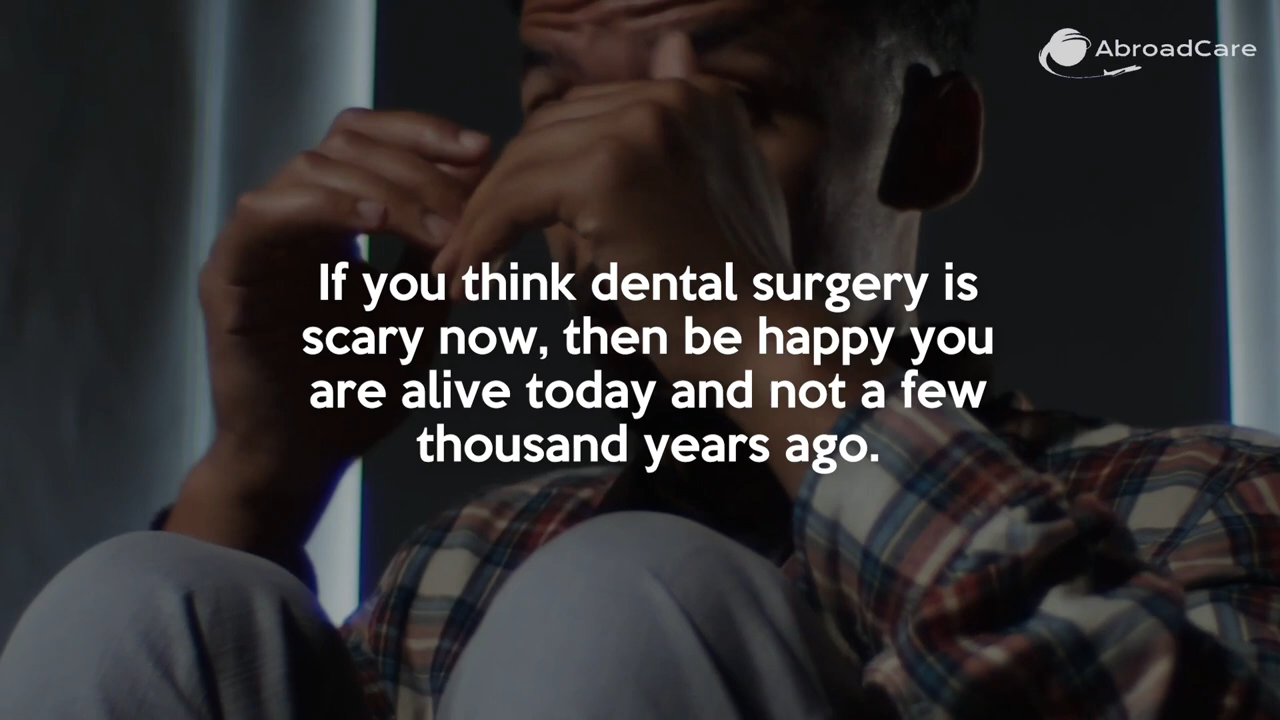 AbroadCare
If you think dental surgery is
scary now, then be happy you
are alive today and not a few
thousand years ago.